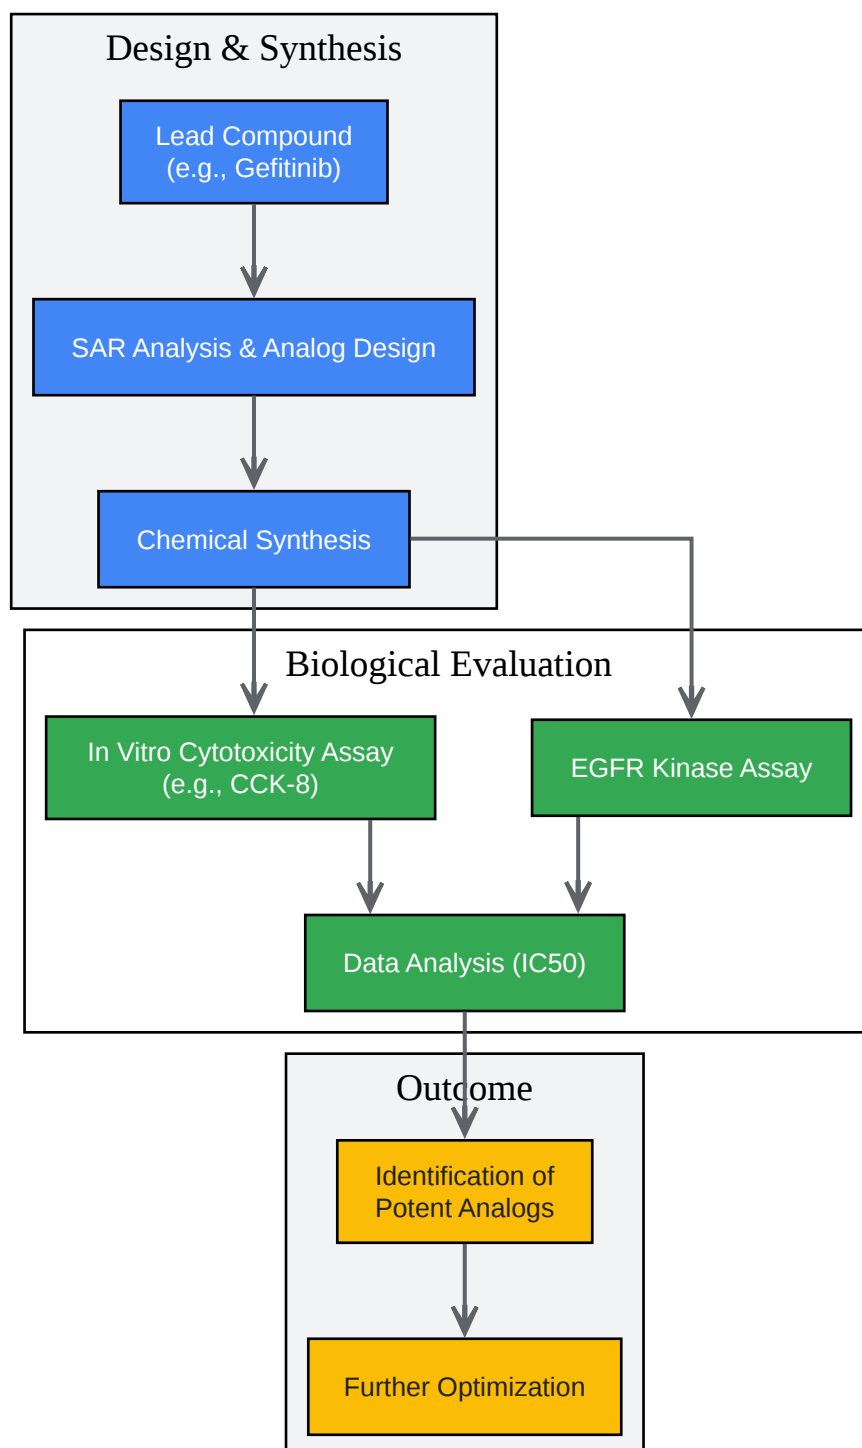 Design & Synthesis
Lead Compound
(e.g., Gefitinib)
SAR Analysis & Analog Design
Chemical Synthesis
Biological Evaluation
In Vitro Cytotoxicity Assay
(e.g., CCK-8)
EGFR Kinase Assay
Data Analysis (IC50)
Outcome
Identification of
Potent Analogs
Further Optimization